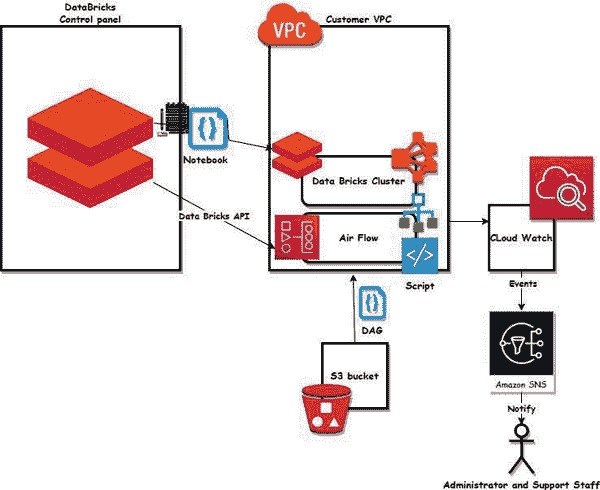 DataBricks
Control panel
Customer VPC
VPC
{}
Notebook
Data Bricks Cluster
Data Bricks API
Air Flow
CLoud Watch
</>
Script
Events
{}
DAG
S3 bucket
Amazon SNS
Notify
Administrator and Support Staff